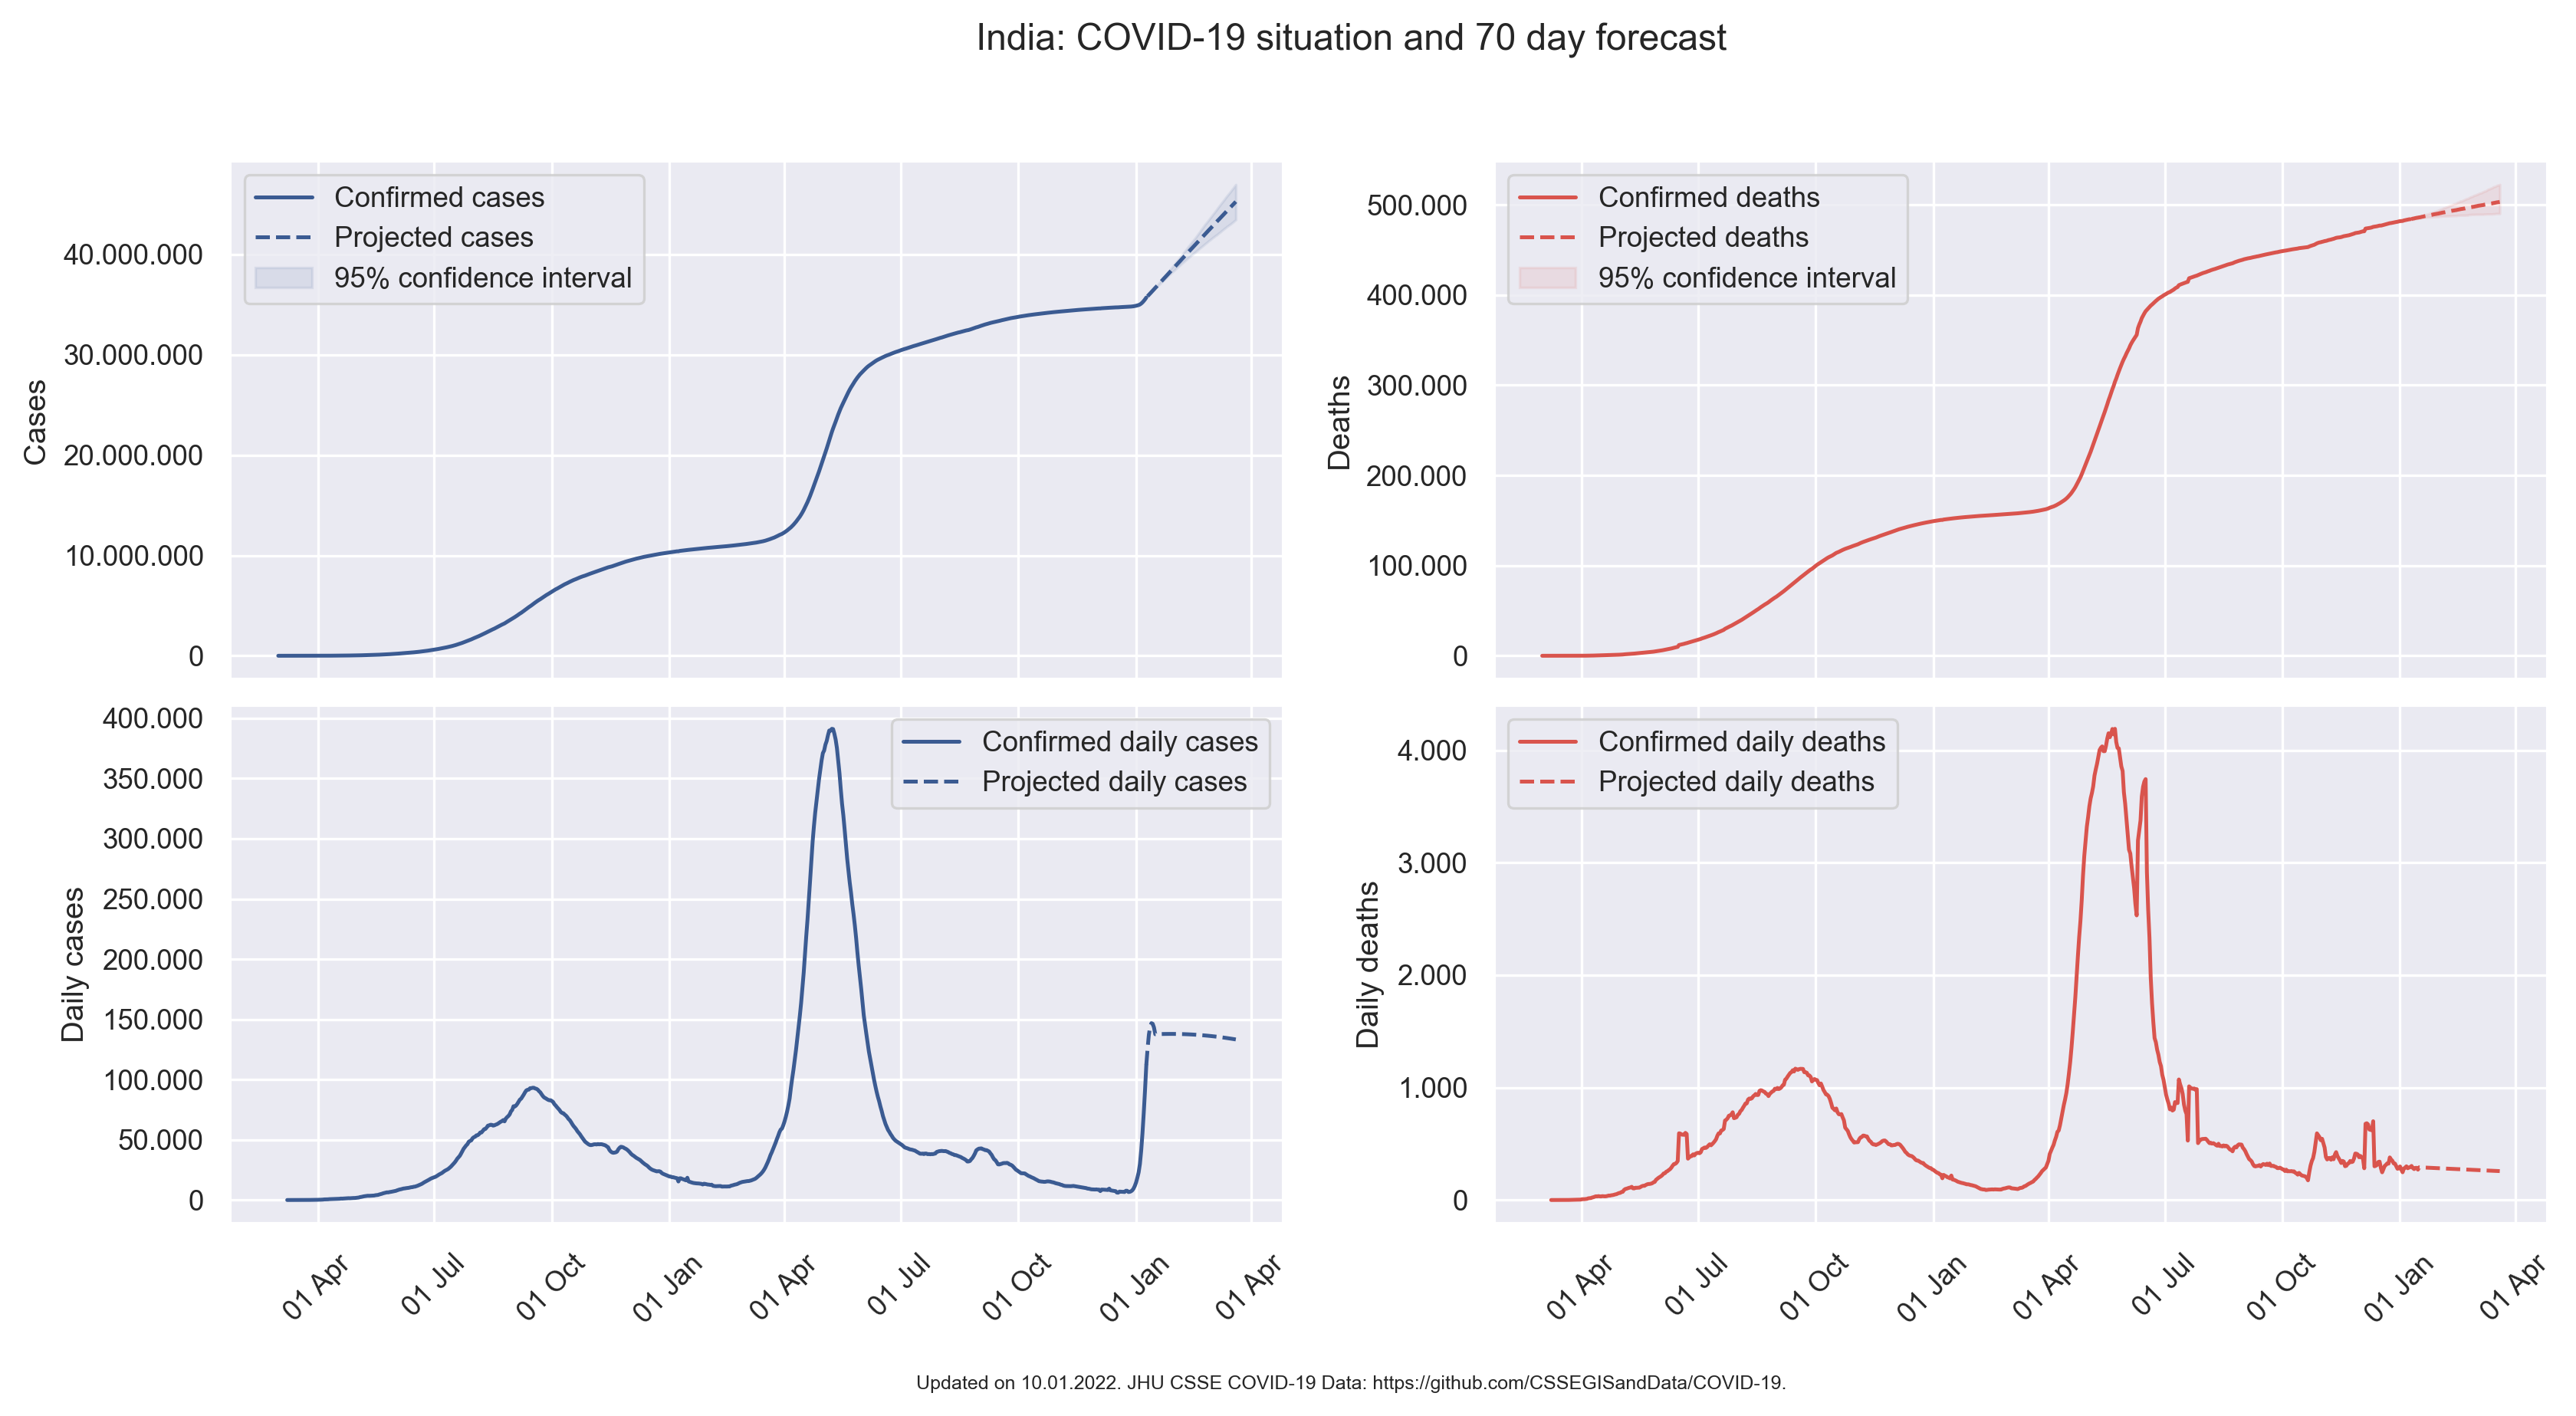 India: COVID-19 situation and 70 day forecast
Confirmed cases
Projected cases
95% confidence interval
Cases
40.000.000
30.000.000
20.000.000
10.000.000
0
Confirmed deaths
Projected deaths
95% confidence interval
Deaths
500.000
400.000
300.000
200.000
100.000
0
Confirmed daily cases
Projected daily cases
Daily cases
400.000
350.000
300.000
250.000
200.000
150.000
100.000
50.000
0
01 Apr
01 Jul
01 Oct
01 Jan
01 Apr
01 Jul
01 Oct
01 Jan
01 Apr
Confirmed daily deaths
Projected daily deaths
Daily deaths
4.000
3.000
2.000
1.000
0
01 Apr
01 Jul
01 Oct
01 Jan
01 Apr
01 Jul
01 Oct
01 Jan
01 Apr
Updated on 10.01.2022. JHU CSSE COVID-19 Data: https://github.com/CSSEGISandData/COVID-19.